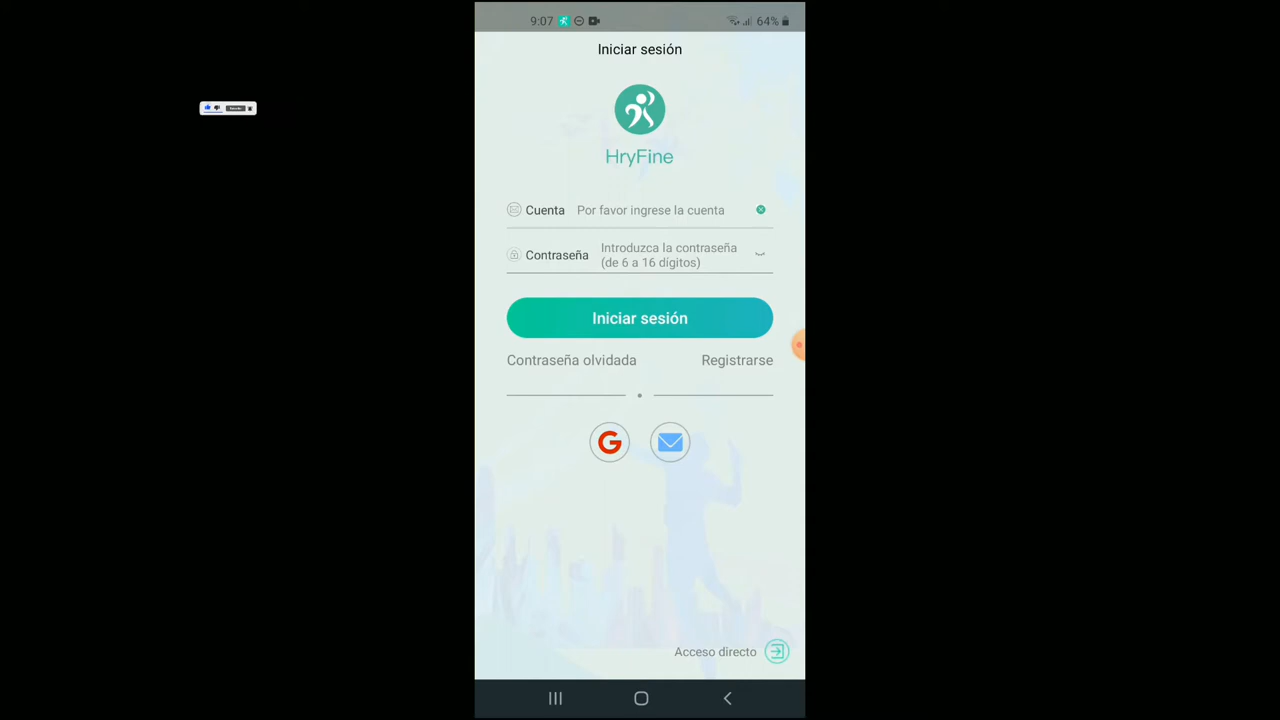 9:07
64%
Iniciar sesión
HryFine
Cuenta Por favor ingrese la cuenta
Contraseña Introduzca la contraseña
(de 6 a 16 dígitos)
Iniciar sesión
Contraseña olvidada Registrarse
G
Acceso directo